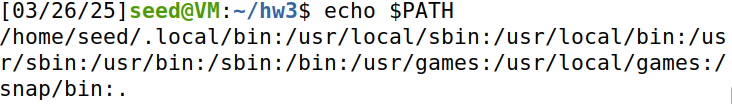 [03/26/25]seed@VM:~/hw3$ echo $PATH
/home/seed/.local/bin:/usr/local/sbin:/usr/local/bin:/us
r/sbin:/usr/bin:/sbin:/bin:/usr/games:/usr/local/games:/
snap/bin:.